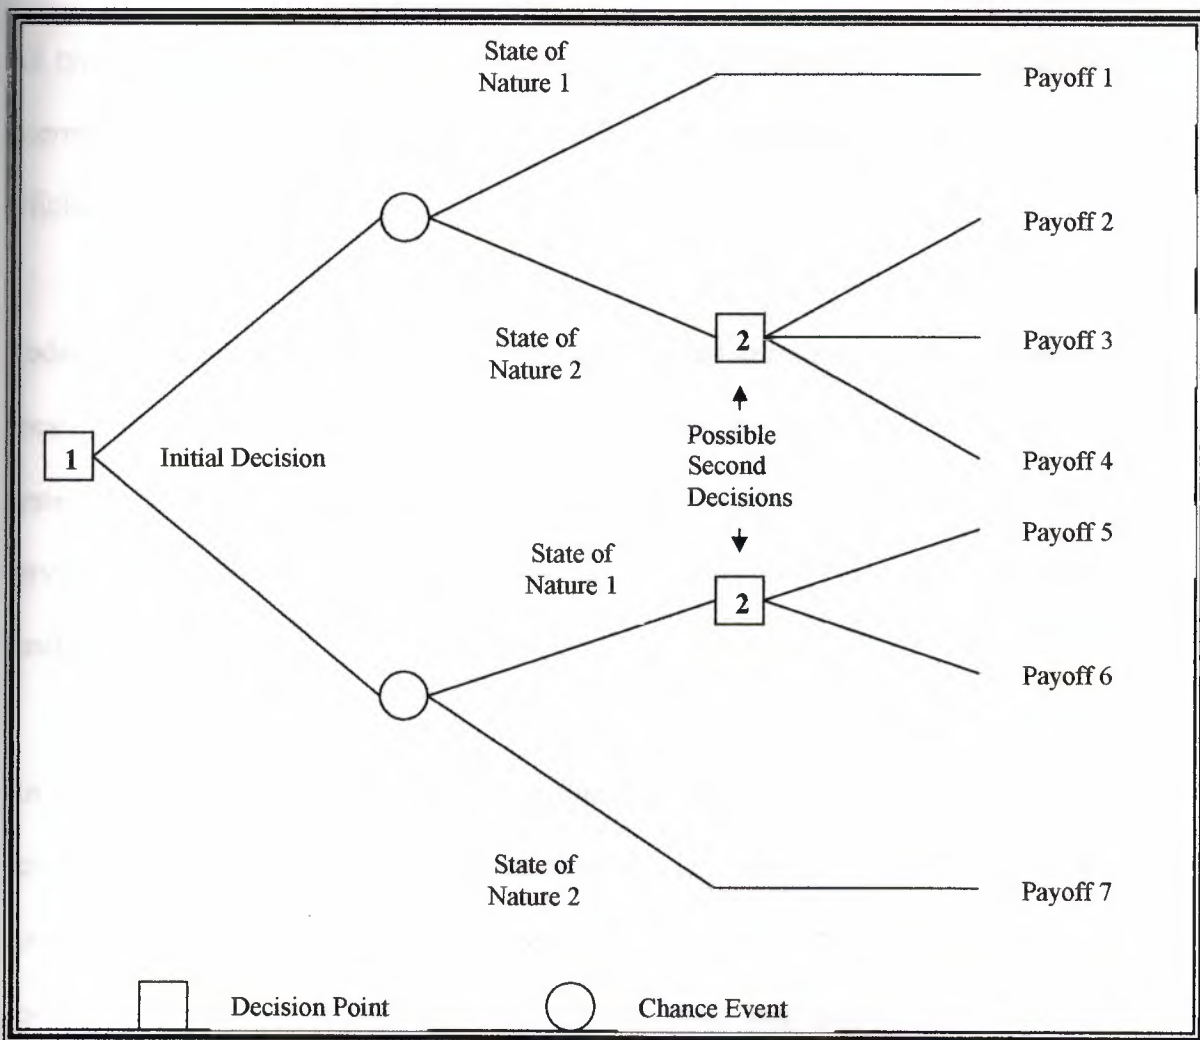 State of
Nature 1
Payoff 1
Payoff 2
State of
Nature 2
2
Payoff 3
1
Initial Decision
Possible
Second
Decisions
Payoff 4
State of
Nature 1
2
Payoff 5
Payoff 6
State of
Nature 2
Payoff 7
Decision Point
Chance Event